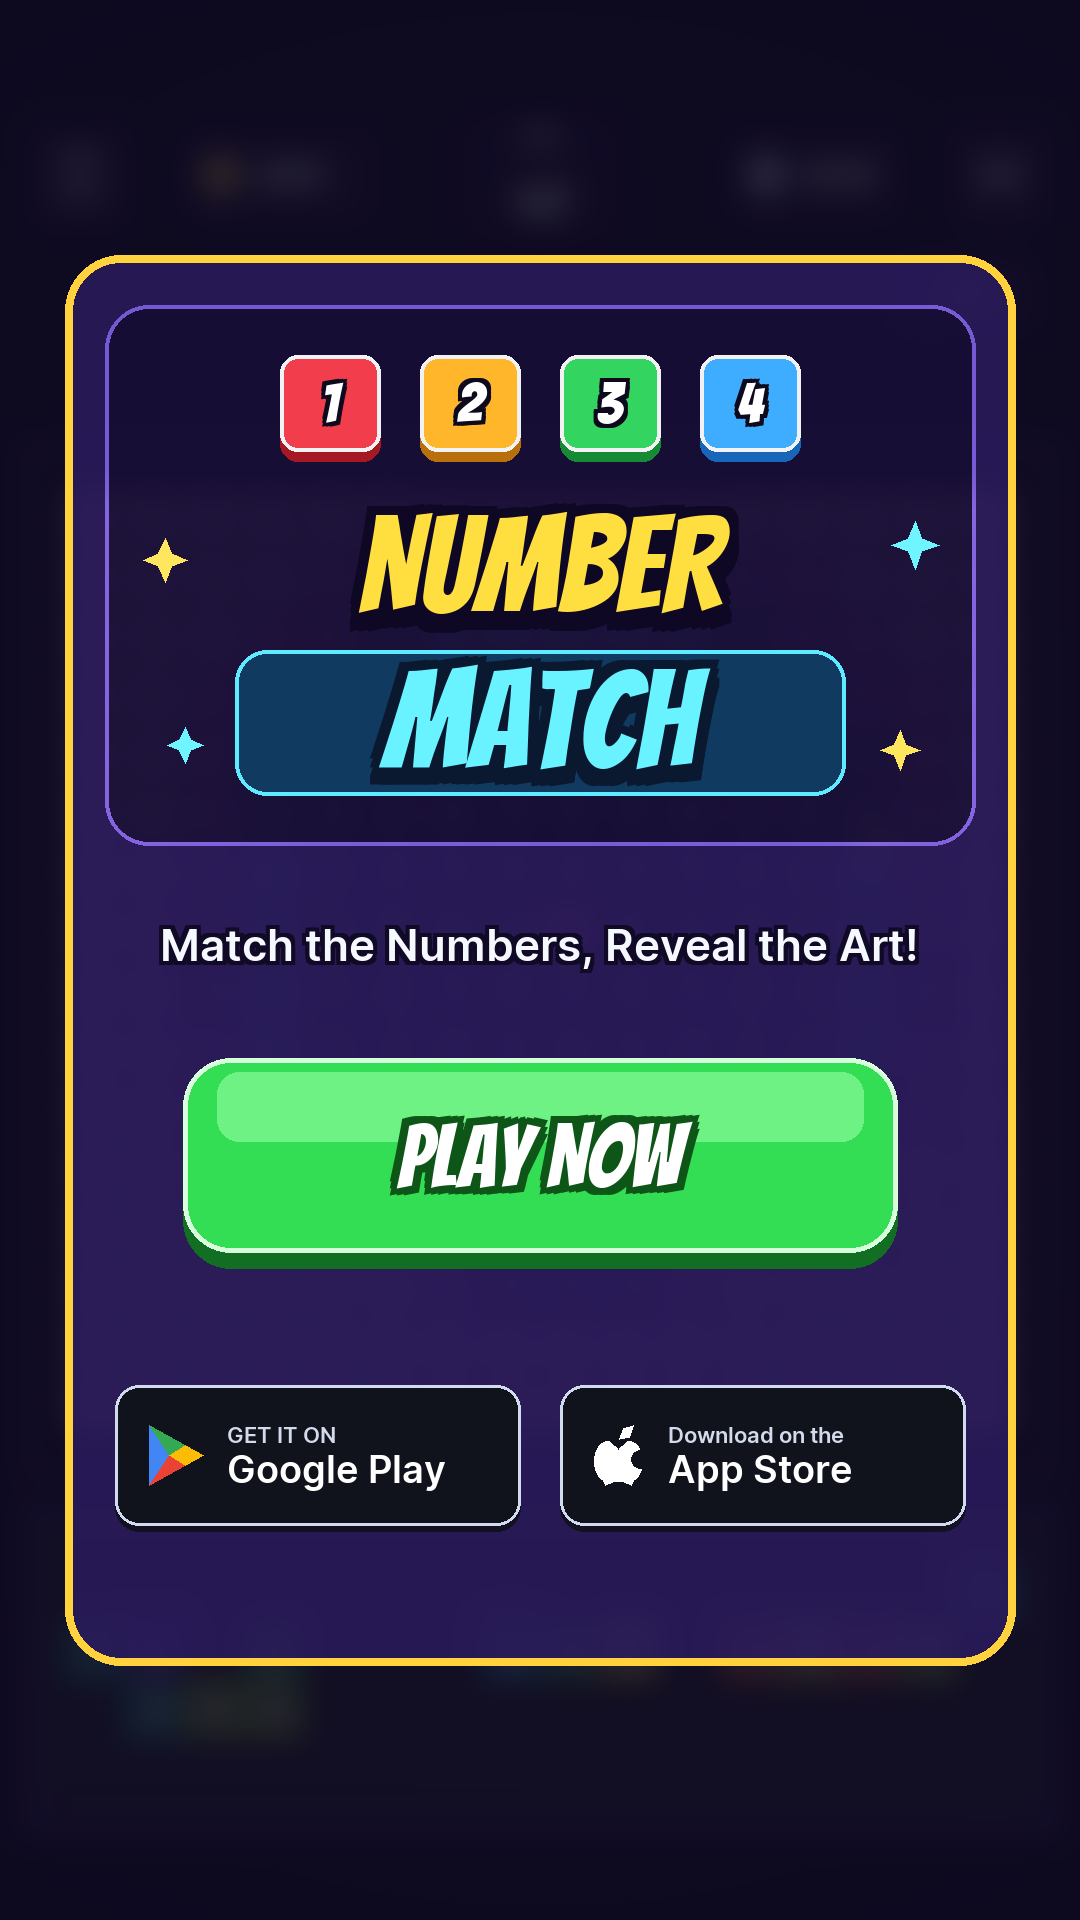 1 2 3 4
NUMBER
MATCH
Match the Numbers, Reveal the Art!
PLAY NOW
GET IT ON
Google Play
Download on the
App Store